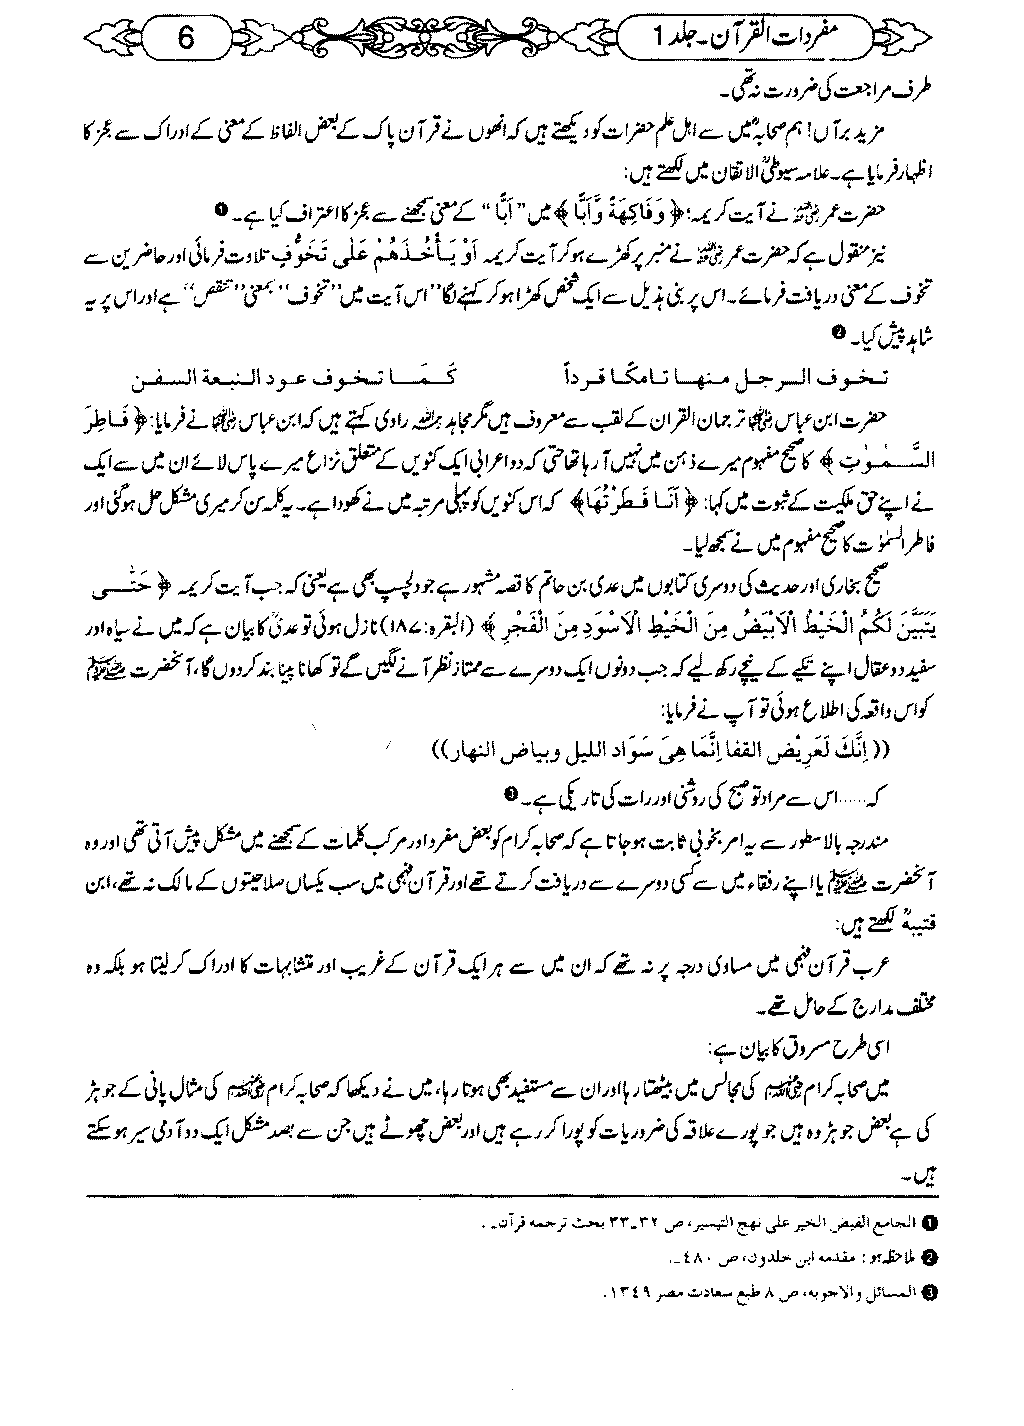 مفردات القرآن۔جلد 1
6
طرف مراجعت کی ضرورت نہ تھی۔
مزید برآں! ہم صحابہؓ میں سے اہل علم حضرات کو دیکھتے ہیں کہ انھوں نے قرآن پاک کے بعض الفاظ کے معنی کے ادراک سے عجز کا
اظہار فرمایا ہے۔ علامہ سیوطیؒ الاتقان میں لکھتے ہیں:
حضرت عمر رضی اللہ عنہ نے آیت کریمہ: ﴿ وَفَاكِهَةً وَّاَبًّا ﴾ میں ”اَبًّا“ کے معنی سمجھنے سے عجز کا اعتراف کیا ہے۔ ❶
نیز منقول ہے کہ حضرت عمر رضی اللہ عنہ نے منبر پر کھڑے ہو کر آیت کریمہ اَوْ يَأْخُذَهُمْ عَلٰى تَخَوُّفٍ تلاوت فرمائی اور حاضرین سے
تخوف کے معنی دریافت فرمائے۔ اس پر بنی ہذیل سے ایک شخص کھڑا ہو کر کہنے لگا ”اس آیت میں ”تخوف“ بمعنی ”تنقص“ ہے اور اس پر یہ
شاہد پیش کیا۔ ❷
تخوف الرجل منها تامكا قرداً كَمَا تخوف عود النبعة السفن
حضرت ابن عباس رضی اللہ عنہما ترجمان القرآن کے لقب سے معروف ہیں مگر مجاہد رحمہ اللہ راوی کہتے ہیں کہ ابن عباس رضی اللہ عنہ نے فرمایا: ﴿ فَاطِرَ
السَّمٰوٰتِ ﴾ کا صحیح مفہوم میرے ذہن میں نہیں آ رہا تھا حتی کہ دو اعرابی ایک کنویں کے متعلق نزاع میرے پاس لائے ان میں سے ایک
نے اپنے حق ملکیت کے ثبوت میں کہا: ﴿ اَنَا فَطَرْتُهَا﴾ کہ اس کنویں کو پہلی مرتبہ میں نے کھودا ہے۔ یہ کلمہ سن کر میری مشکل حل ہو گئی اور
فاطر السمٰوٰت کا صحیح مفہوم میں نے سمجھ لیا۔
صحیح بخاری اور حدیث کی دوسری کتابوں میں عدی بن حاتم کا قصہ مشہور ہے جو دلچسپ بھی ہے یعنی کہ جب آیت کریمہ ﴿ حَتّٰى
يَتَبَيَّنَ لَكُمُ الْخَيْطُ الْاَبْيَضُ مِنَ الْخَيْطِ الْاَسْوَدِ مِنَ الْفَجْرِ ﴾ (البقرہ:۱۸۷) نازل ہوئی تو عدیؓ کا بیان ہے کہ میں نے سیاہ اور
سفید دو عقال اپنے تکیے کے نیچے رکھ لیے کہ جب دونوں ایک دوسرے سے ممتاز نظر آنے لگیں گے تو کھانا پینا بند کر دوں گا، آنحضرت ﷺ
کو اس واقعہ کی اطلاع ہوئی تو آپ نے فرمایا:
((اِنَّكَ لَعَرِيْضُ القفا اِنَّمَا هِىَ سَوَاد الليل وبياض النهار))
کہ......اس سے مراد تو صبح کی روشنی اور رات کی تاریکی ہے۔ ❸
مندرجہ بالا سطور سے یہ امر بخوبی ثابت ہو جاتا ہے کہ صحابہ کرام کو بعض مفرد اور مرکب کلمات کے سمجھنے میں مشکل پیش آتی تھی اور وہ
آنحضرت ﷺ یا اپنے رفقاء میں سے کسی دوسرے سے دریافت کرتے تھے اور قرآن فہمی میں سب یکساں صلاحیتوں کے مالک نہ تھے، ابن
قتیبہؒ لکھتے ہیں:
عرب قرآن فہمی میں مساوی درجہ پر نہ تھے کہ ان میں سے ہر ایک قرآن کے غریب اور متشابہات کا ادراک کر لیتا ہو بلکہ وہ
مختلف مدارج کے حامل تھے۔
اسی طرح مسروق کا بیان ہے:
میں صحابہ کرام رضی اللہ عنہم کی مجالس میں بیٹھتا رہا اور ان سے مستفید بھی ہوتا رہا، میں نے دیکھا کہ صحابہ کرام رضی اللہ عنہم کی مثال پانی کے جوہڑ
کی ہے بعض جوہڑ وہ ہیں جو پورے علاقہ کی ضروریات کو پورا کر رہے ہیں اور بعض چھوٹے ہیں جن سے بصد مشکل ایک دو آدمی سیر ہو سکتے
ہیں۔
❶ الجامع الفيض الخير على نهج التيسير، ص ۳۲۔۳۳ بحث ترجمه قرآن۔.
❷ ملاحظہ ہو: مقدمه ابن خلدون، ص ٤٨٠۔.
❸ المسائل والاجوبه، ص ۸ طبع سعادت مصر ۱۳٤۹.